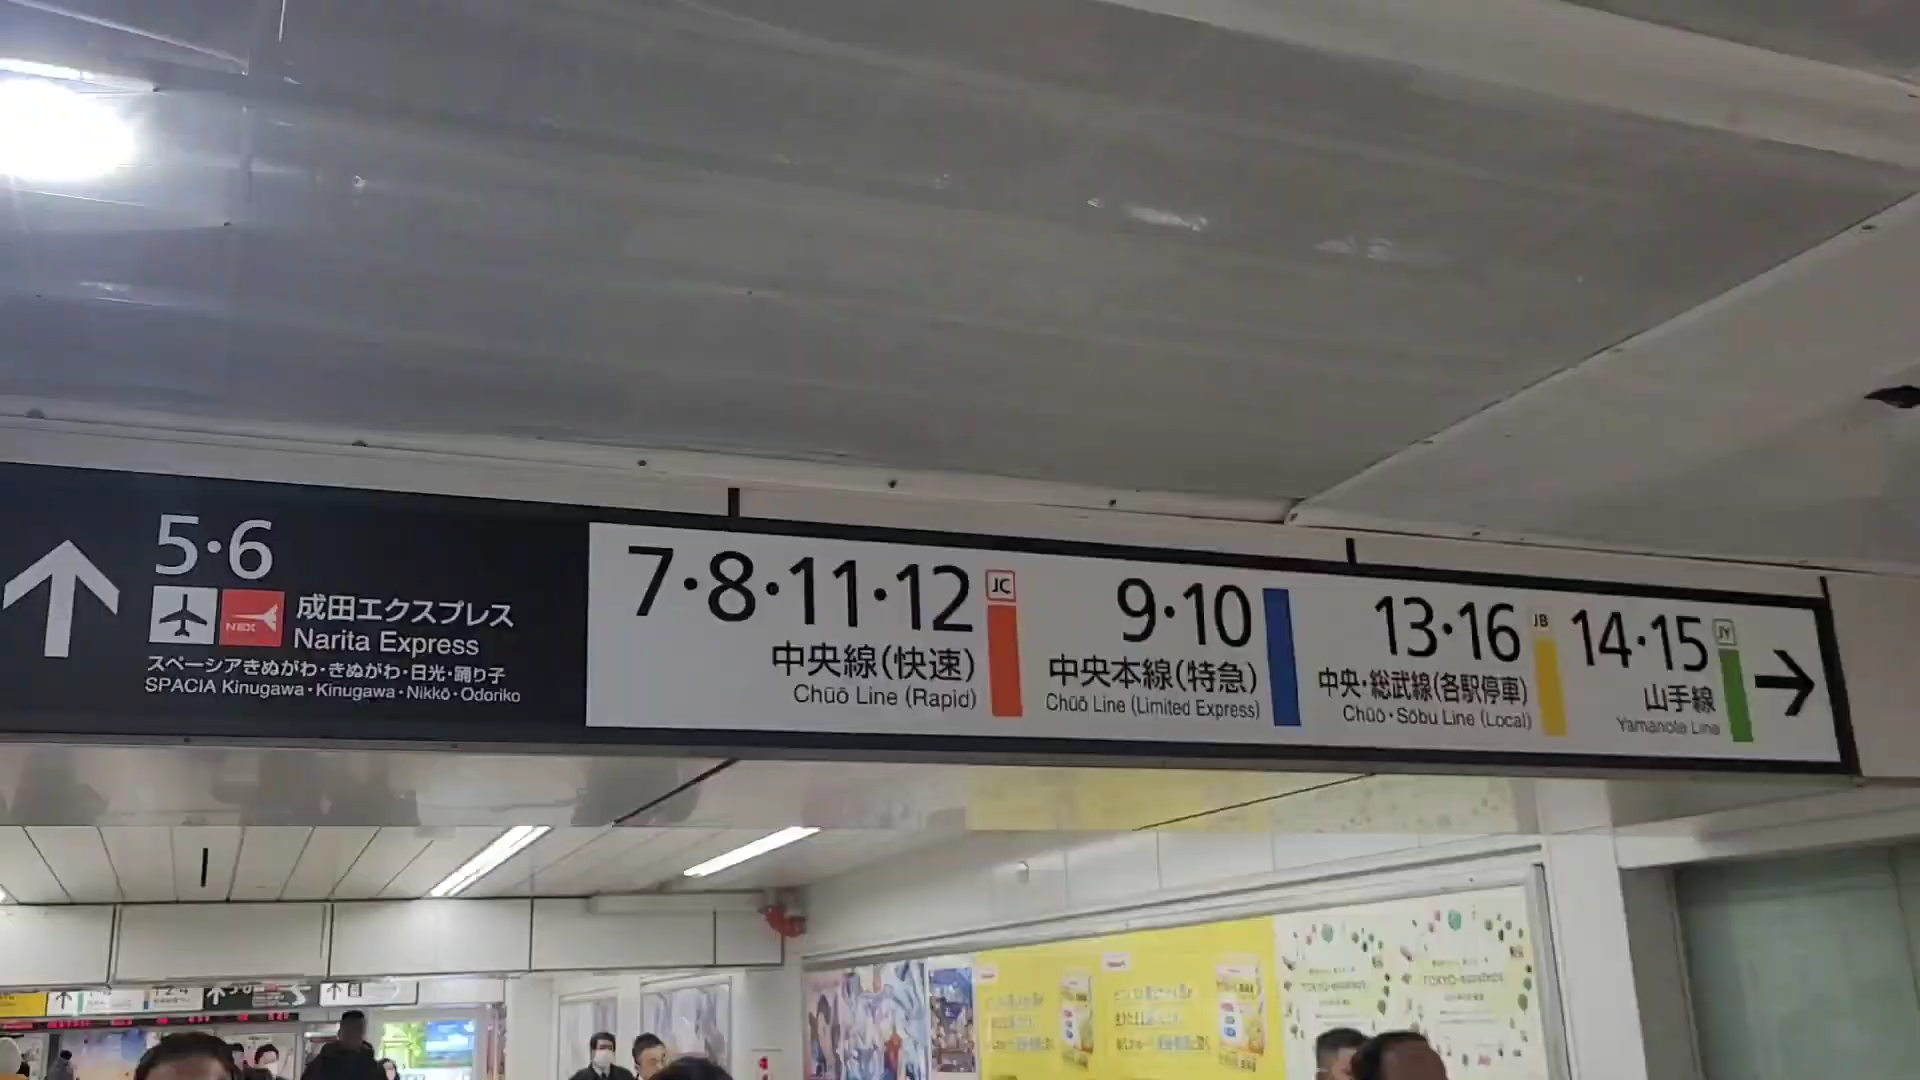 5・6
NEX
成田エクスプレス
Narita Express
スペーシアきぬがわ・きぬがわ・日光・踊り子
SPACIA Kinugawa・Kinugawa・Nikkō・Odoriko
7・8・11・12
JC
中央線(快速)
Chūō Line (Rapid)
9・10
中央本線(特急)
Chūō Line (Limited Express)
13・16
JB
中央・総武線(各駅停車)
Chūō・Sōbu Line (Local)
14・15
JY
山手線
Yamanote Line